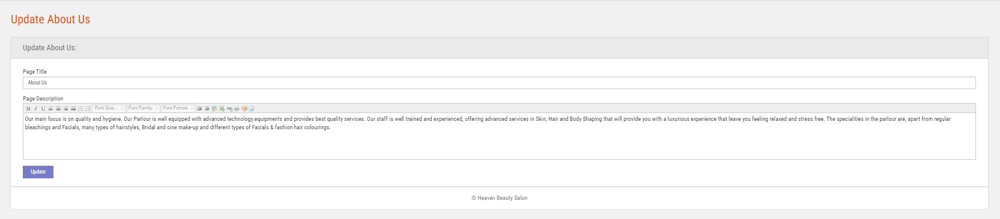 Update About Us
Update About Us:
Page Title
About Us
Page Description
B I U Font Size... Font Family. Font Format
Our main focus is on quality and hygiene. Our Parlour is well equipped with advanced technology equipments and provides best quality services. Our staff is well trained and experienced, offering advanced services in Skin, Hair and Body Shaping that will provide you with a luxurious experience that leave you feeling relaxed and stress free. The specialities in the parlour are, apart from regular
bleachings and Facials, many types of hairstyles, Bridal and cine make-up and different types of Facials & fashion hair colourings.
Update
© Heaven Beauty Salon